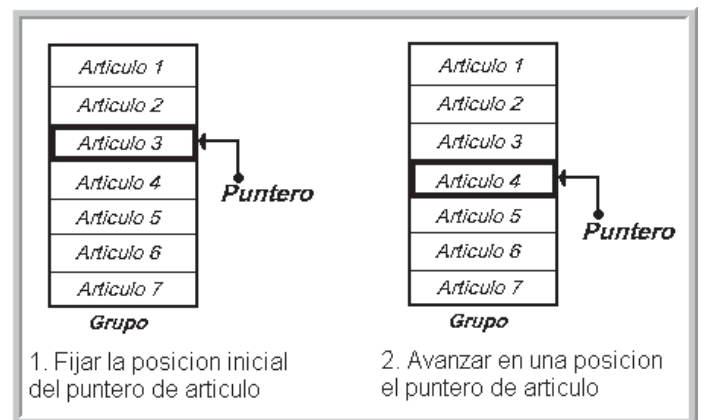 Articulo 1
Articulo 2
Articulo 3
Articulo 4
Articulo 5
Articulo 6
Articulo 7
Puntero
Grupo
1. Fijar la posicion inicial
del puntero de articulo
Articulo 1
Articulo 2
Articulo 3
Articulo 4
Articulo 5
Articulo 6
Articulo 7
Puntero
Grupo
2. Avanzar en una posicion
el puntero de articulo